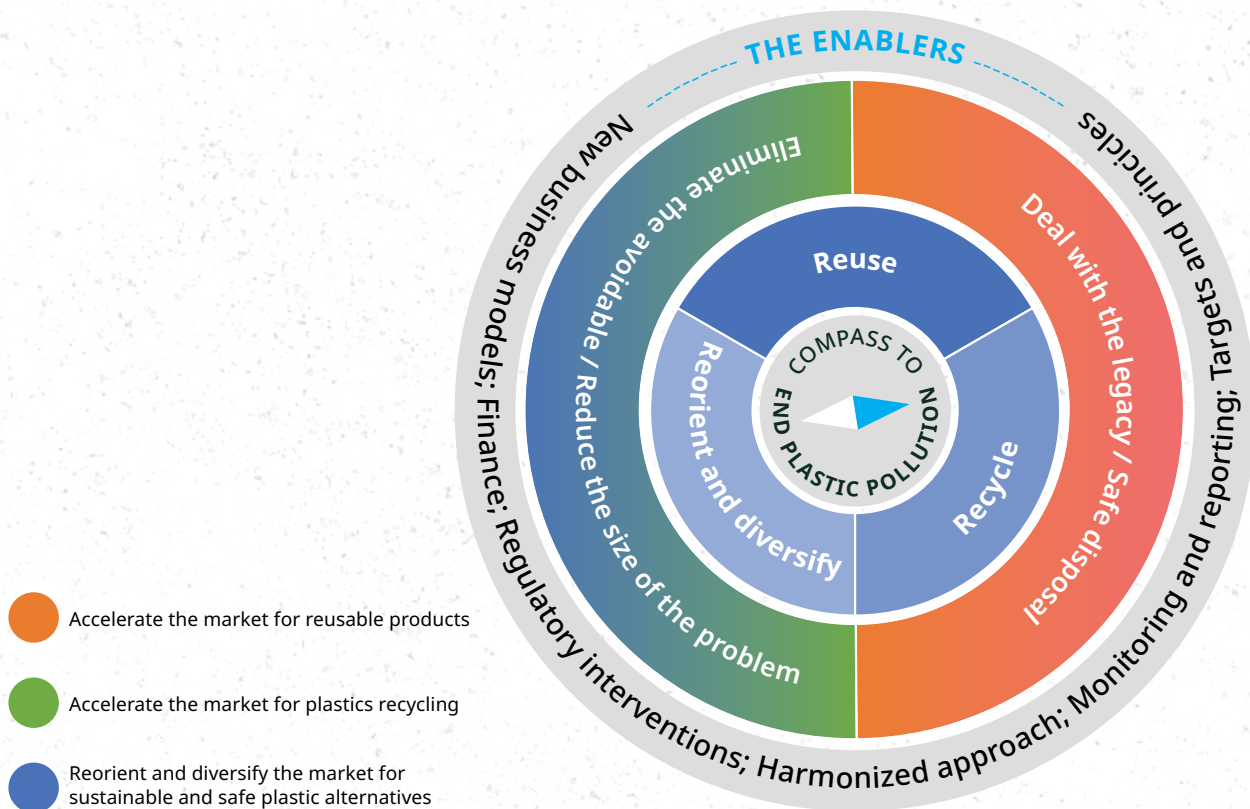 THE ENABLERS
New business models; Finance; Regulatory interventions; Harmonized approach; Monitoring and reporting; Targets and principles
Eliminate the avoidable / Reduce the size of the problem
Deal with the legacy / Safe disposal
Reuse
Reorient and diversify
Recycle
COMPASS TO
END PLASTIC POLLUTION
Accelerate the market for reusable products
Accelerate the market for plastics recycling
Reorient and diversify the market for
sustainable and safe plastic alternatives